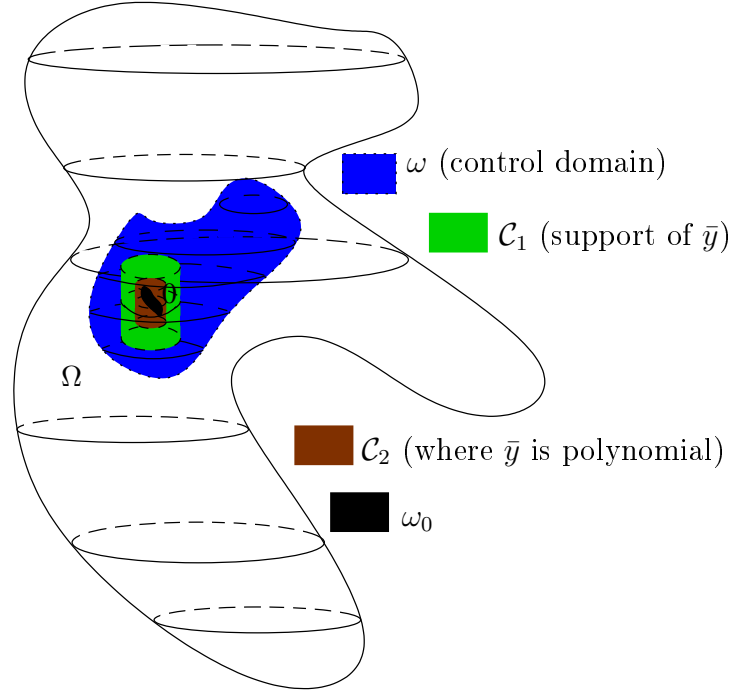 ω (control domain)
𝒞₁ (support of ȳ)
0
Ω
𝒞₂ (where ȳ is polynomial)
ω₀